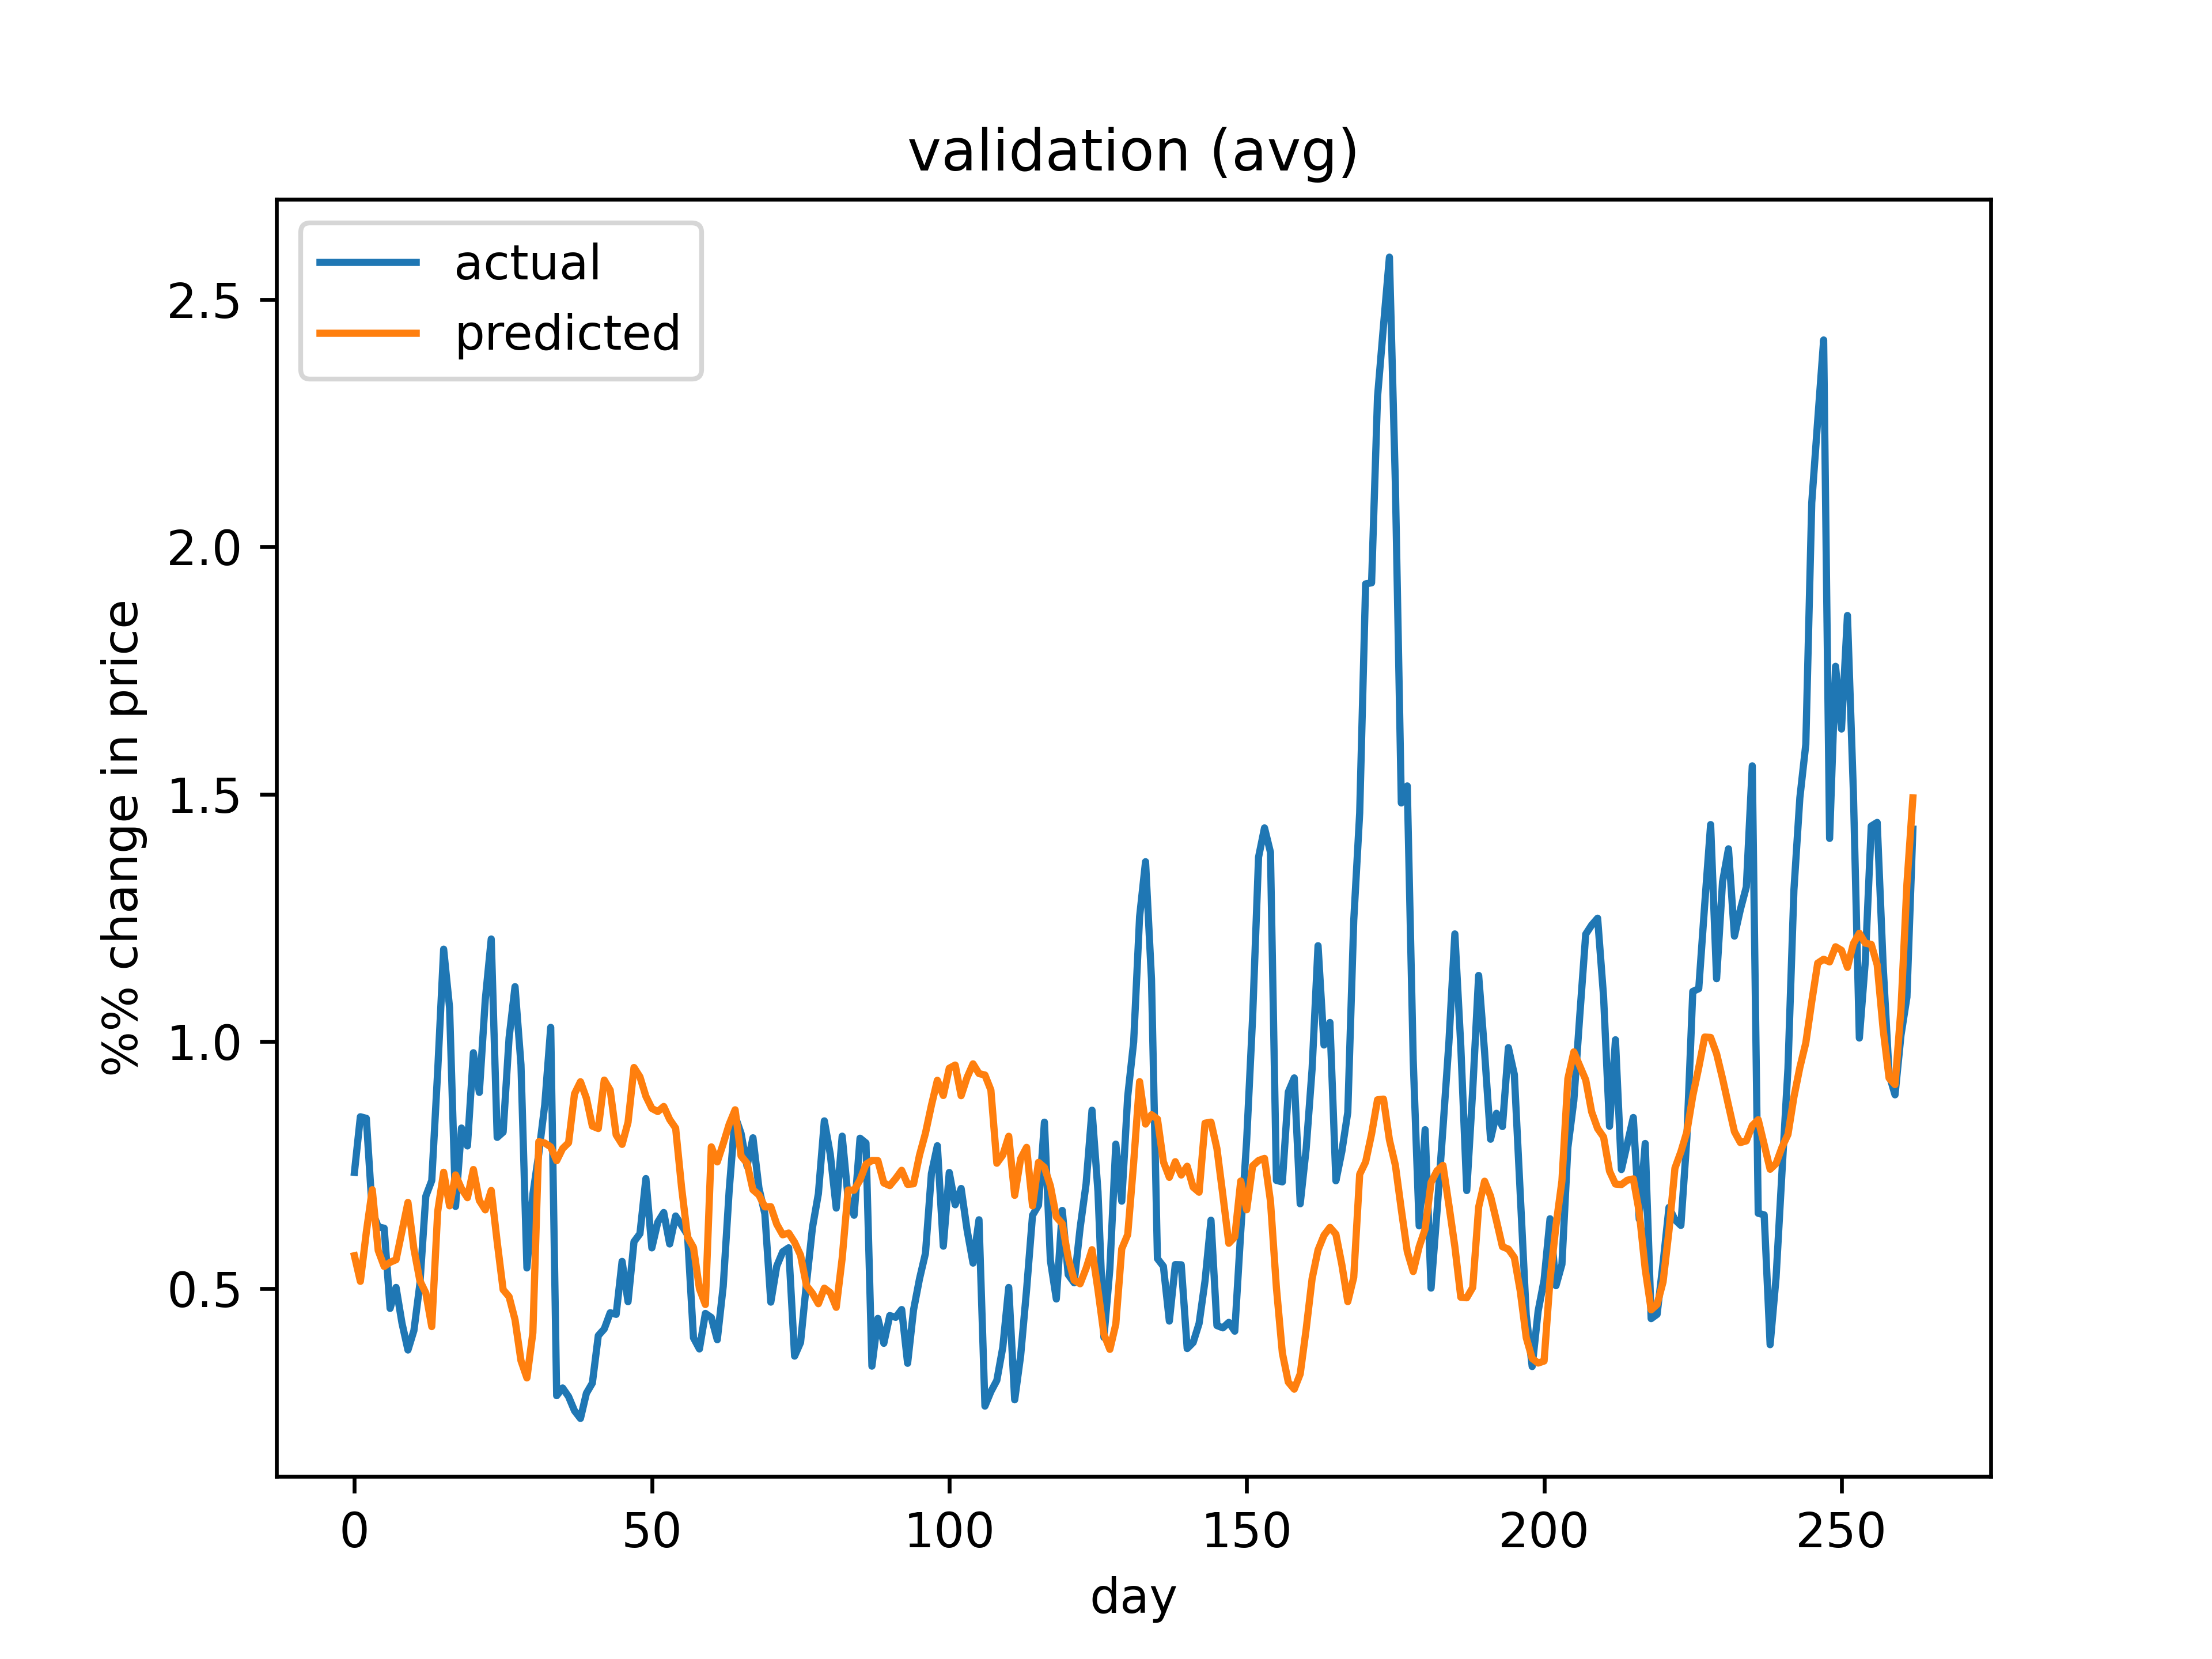 validation (avg)
actual
predicted
%% change in price
2.5
2.0
1.5
1.0
0.5
0 50 100 150 200 250
day